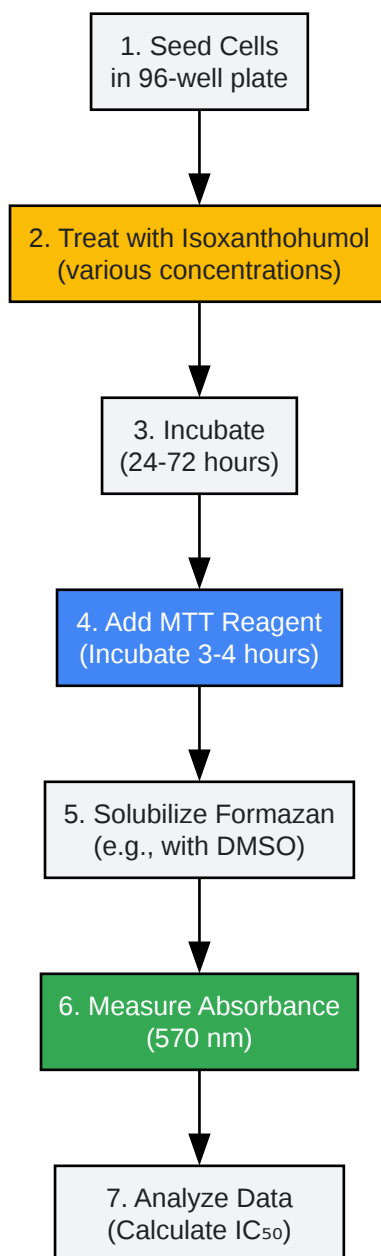 1. Seed Cells
in 96-well plate
2. Treat with Isoxanthohumol
(various concentrations)
3. Incubate
(24-72 hours)
4. Add MTT Reagent
(Incubate 3-4 hours)
5. Solubilize Formazan
(e.g., with DMSO)
6. Measure Absorbance
(570 nm)
7. Analyze Data
(Calculate IC₅₀)